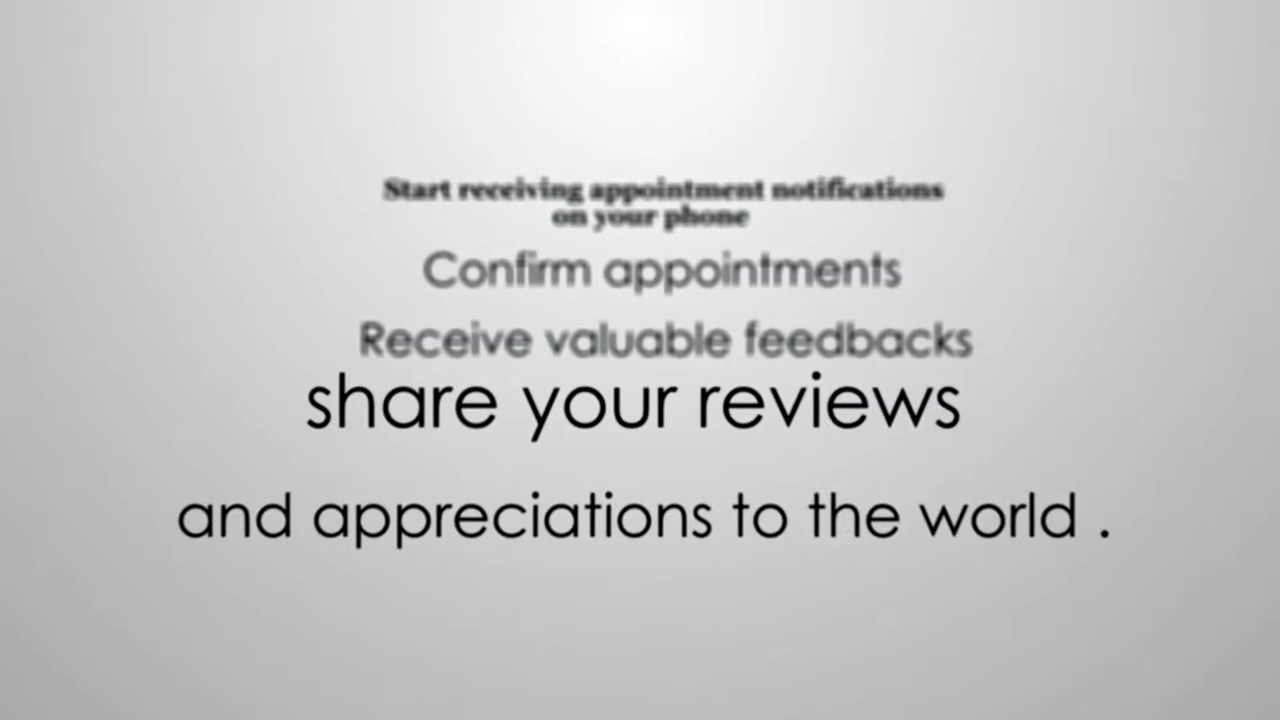 Start receiving appointment notifications
on your phone
Confirm appointments
Receive valuable feedbacks
share your reviews
and appreciations to the world .